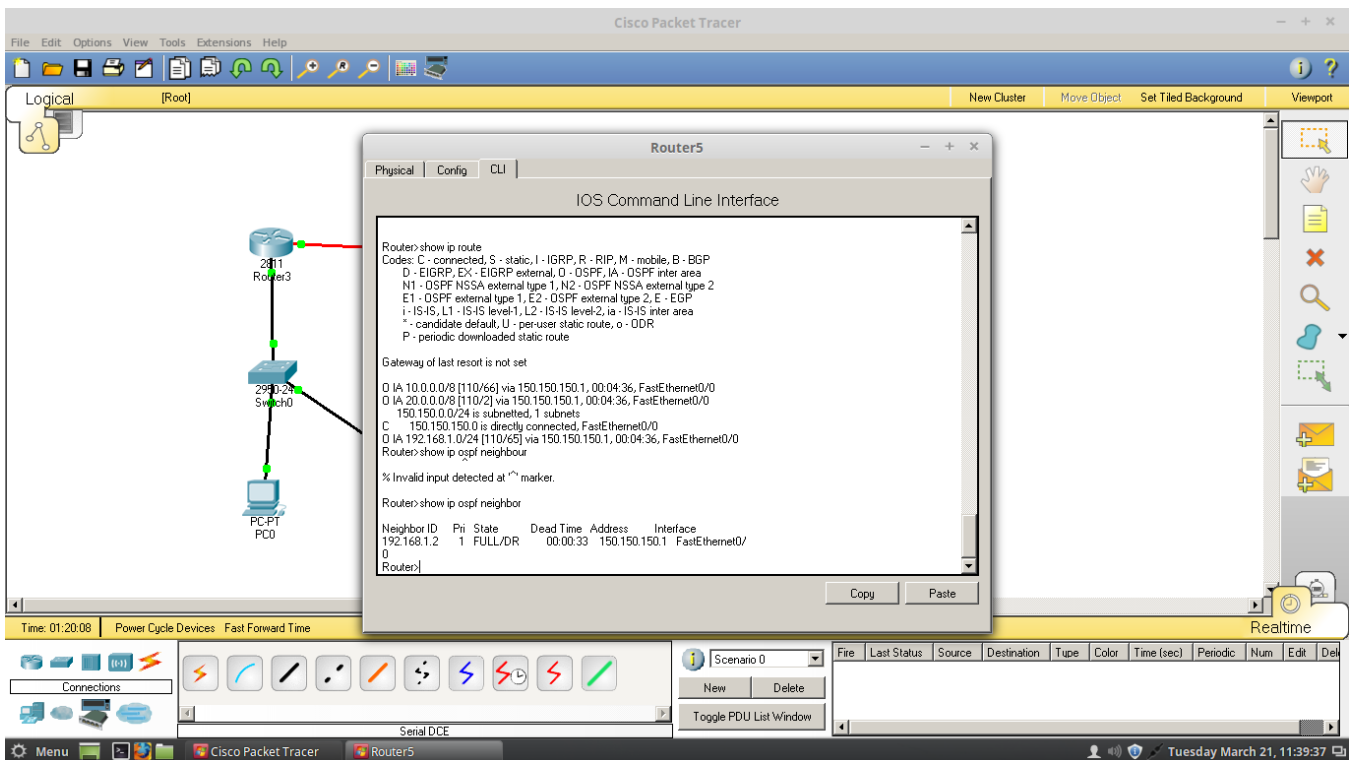 Cisco Packet Tracer
File Edit Options View Tools Extensions Help
Logical
[Root]
New Cluster
Move Object
Set Tiled Background
Viewport
Router5
Physical
Config
CLI
IOS Command Line Interface
Router>show ip route
Codes: C - connected, S - static, I - IGRP, R - RIP, M - mobile, B - BGP
D - EIGRP, EX - EIGRP external, O - OSPF, IA - OSPF inter area
N1 - OSPF NSSA external type 1, N2 - OSPF NSSA external type 2
E1 - OSPF external type 1, E2 - OSPF external type 2, E - EGP
i - IS-IS, L1 - IS-IS level-1, L2 - IS-IS level-2, ia - IS-IS inter area
* - candidate default, U - per-user static route, o - ODR
P - periodic downloaded static route
Gateway of last resort is not set
O IA 10.0.0.0/8 [110/66] via 150.150.150.1, 00:04:36, FastEthernet0/0
O IA 20.0.0.0/8 [110/2] via 150.150.150.1, 00:04:36, FastEthernet0/0
150.150.0.0/24 is subnetted, 1 subnets
C 150.150.150.0 is directly connected, FastEthernet0/0
O IA 192.168.1.0/24 [110/65] via 150.150.150.1, 00:04:36, FastEthernet0/0
Router>show ip ospf neighbour
^
% Invalid input detected at '^' marker.
Router>show ip ospf neighbor
Neighbor ID Pri State Dead Time Address Interface
192.168.1.2 1 FULL/DR 00:00:33 150.150.150.1 FastEthernet0/
0
Router>
Copy
Paste
2811
Router3
2950-24
Switch0
PC-PT
PC0
Time: 01:20:08
Power Cycle Devices
Fast Forward Time
Realtime
Connections
Serial DCE
Scenario 0
New
Delete
Toggle PDU List Window
Fire
Last Status
Source
Destination
Type
Color
Time (sec)
Periodic
Num
Edit
Dele
Menu
Cisco Packet Tracer
Router5
Tuesday March 21, 11:39:37